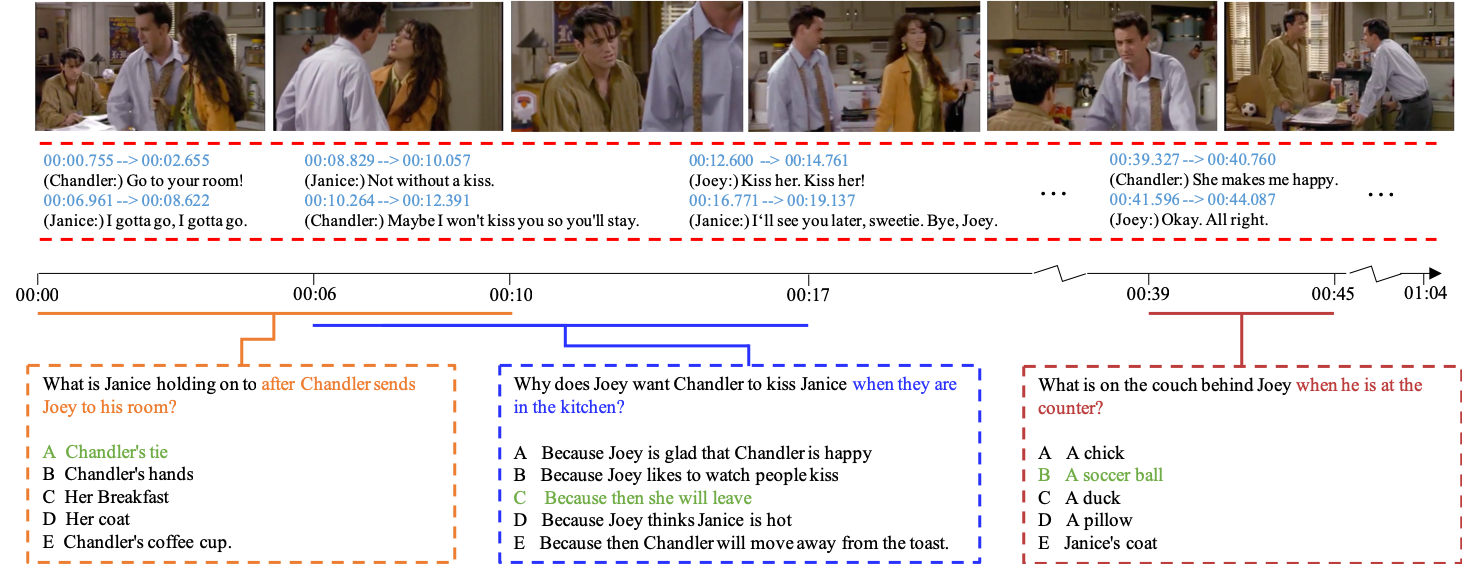 00:00.755 --> 00:02.655
(Chandler:) Go to your room!
00:06.961 --> 00:08.622
(Janice:) I gotta go, I gotta go.
00:08.829 --> 00:10.057
(Janice:) Not without a kiss.
00:10.264 --> 00:12.391
(Chandler:) Maybe I won't kiss you so you'll stay.
00:12.600 --> 00:14.761
(Joey:) Kiss her. Kiss her!
00:16.771 --> 00:19.137
(Janice:) I'll see you later, sweetie. Bye, Joey.
...
00:39.327 --> 00:40.760
(Chandler:) She makes me happy.
00:41.596 --> 00:44.087
(Joey:) Okay. All right.
...
00:00
00:06
00:10
00:17
00:39
00:45
01:04
What is Janice holding on to after Chandler sends
Joey to his room?
A Chandler's tie
B Chandler's hands
C Her Breakfast
D Her coat
E Chandler's coffee cup.
Why does Joey want Chandler to kiss Janice when they are
in the kitchen?
A Because Joey is glad that Chandler is happy
B Because Joey likes to watch people kiss
C Because then she will leave
D Because Joey thinks Janice is hot
E Because then Chandler will move away from the toast.
What is on the couch behind Joey when he is at the
counter?
A A chick
B A soccer ball
C A duck
D A pillow
E Janice's coat